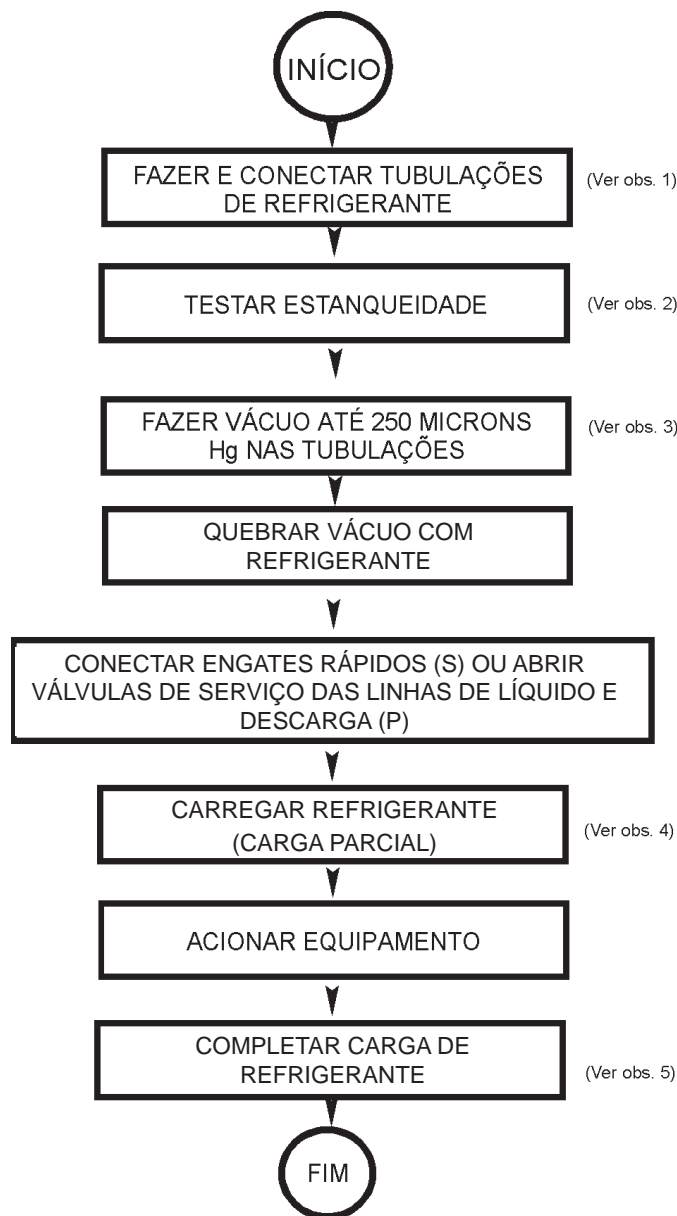 INÍCIO
FAZER E CONECTAR TUBULAÇÕES
DE REFRIGERANTE
(Ver obs. 1)
TESTAR ESTANQUEIDADE
(Ver obs. 2)
FAZER VÁCUO ATÉ 250 MICRONS
Hg NAS TUBULAÇÕES
(Ver obs. 3)
QUEBRAR VÁCUO COM
REFRIGERANTE
CONECTAR ENGATES RÁPIDOS (S) OU ABRIR
VÁLVULAS DE SERVIÇO DAS LINHAS DE LÍQUIDO E
DESCARGA (P)
CARREGAR REFRIGERANTE
(CARGA PARCIAL)
(Ver obs. 4)
ACIONAR EQUIPAMENTO
COMPLETAR CARGA DE
REFRIGERANTE
(Ver obs. 5)
FIM